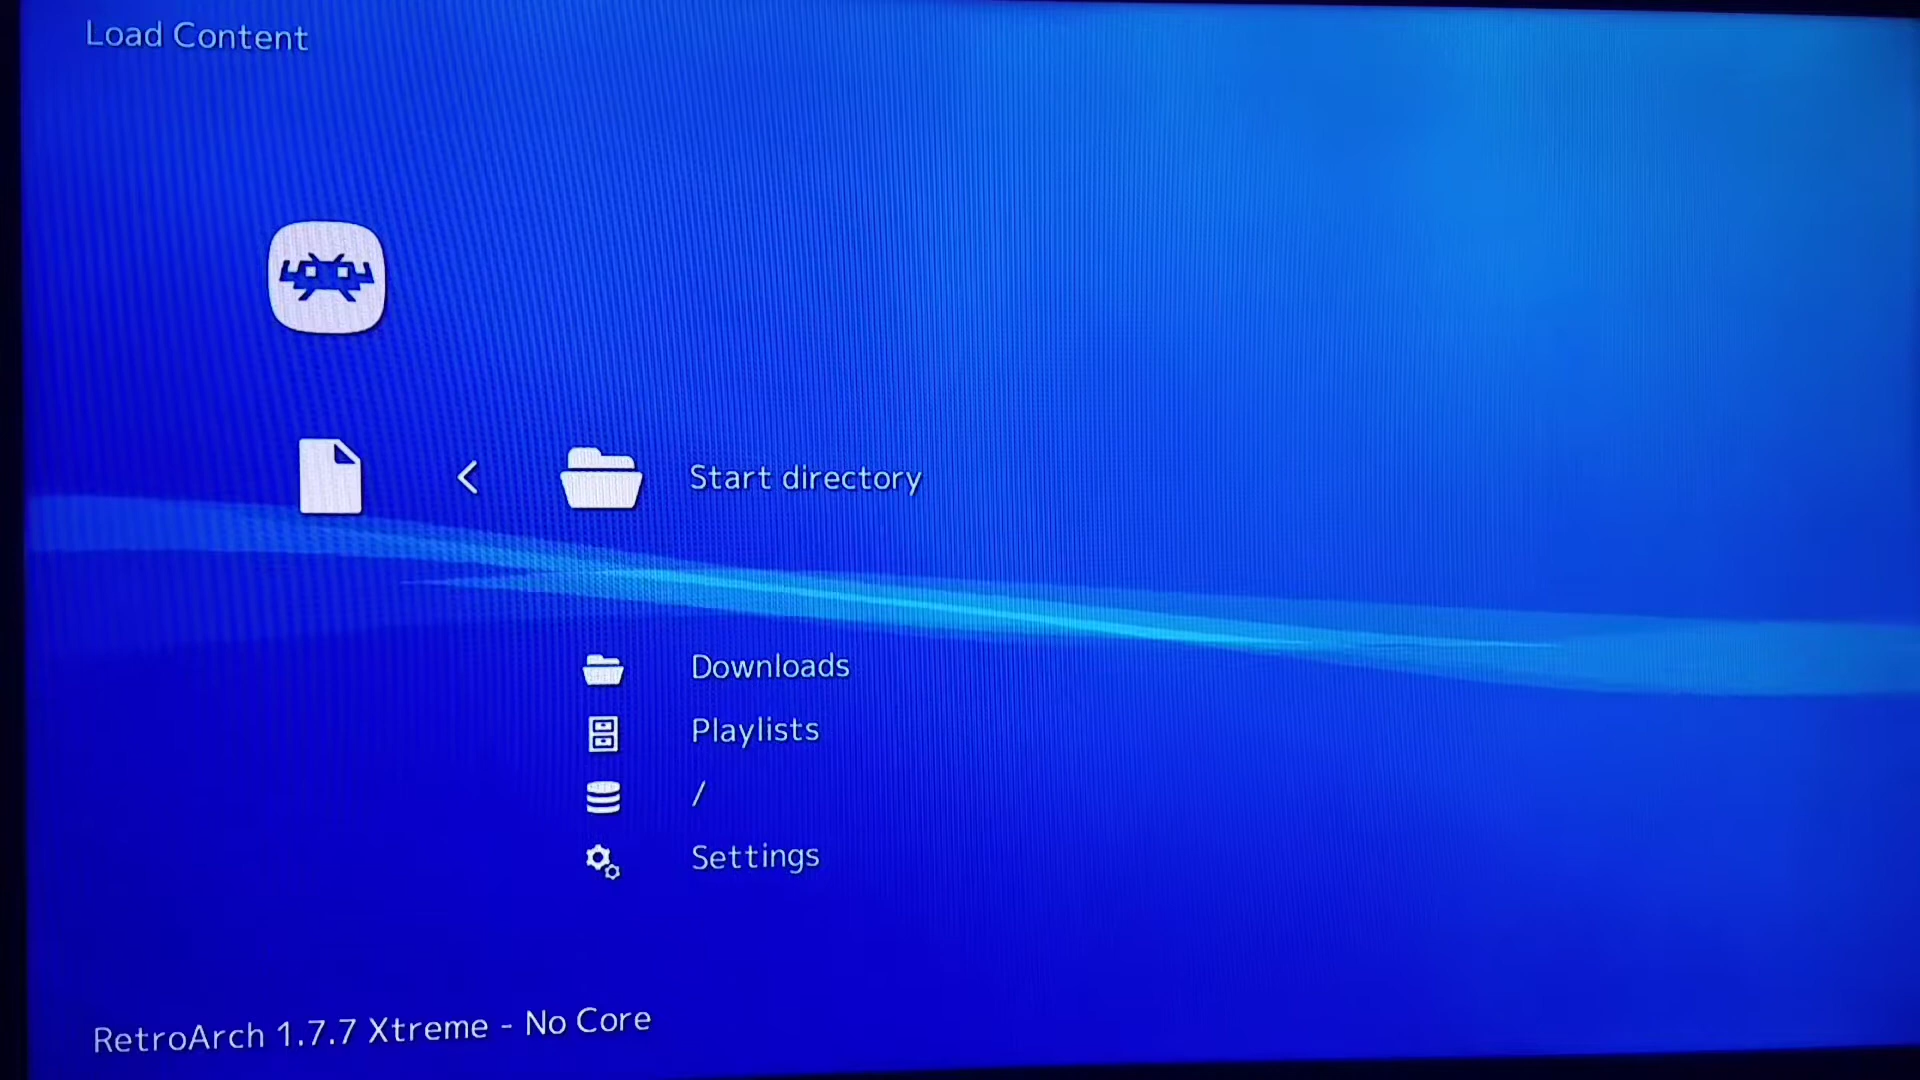 Load Content
Start directory
Downloads
Playlists
/
Settings
RetroArch 1.7.7 Xtreme - No Core